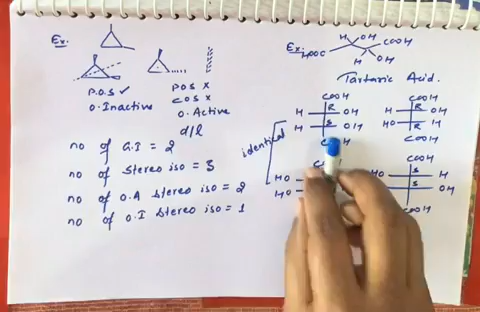 Ex.
P.O.S ✓
O.Inactive
P.O.S x
C.O.S x
O.Active
d/l
no of G.I = 2
no of stereo iso = 3
no of O.A stereo iso = 2
no of O.I stereo iso = 1
Ex.
H OH
HOOC COOH
H OH
Tartaric Acid.
identical
COOH
H R OH
H S OH
COOH
COOH
H R OH
HO R H
COOH
HO
HO
COOH
HO S H
S OH
COOH